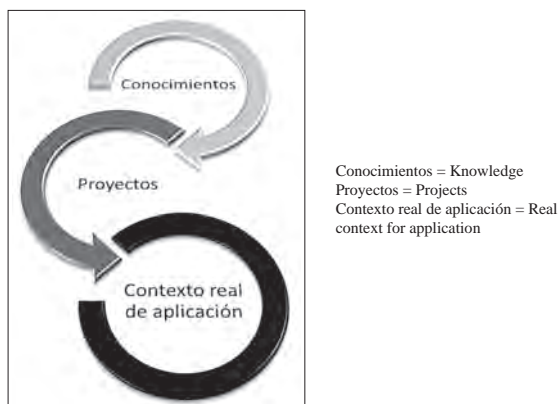 Conocimientos
Proyectos
Contexto real
de aplicación
Conocimientos = Knowledge
Proyectos = Projects
Contexto real de aplicación = Real
context for application